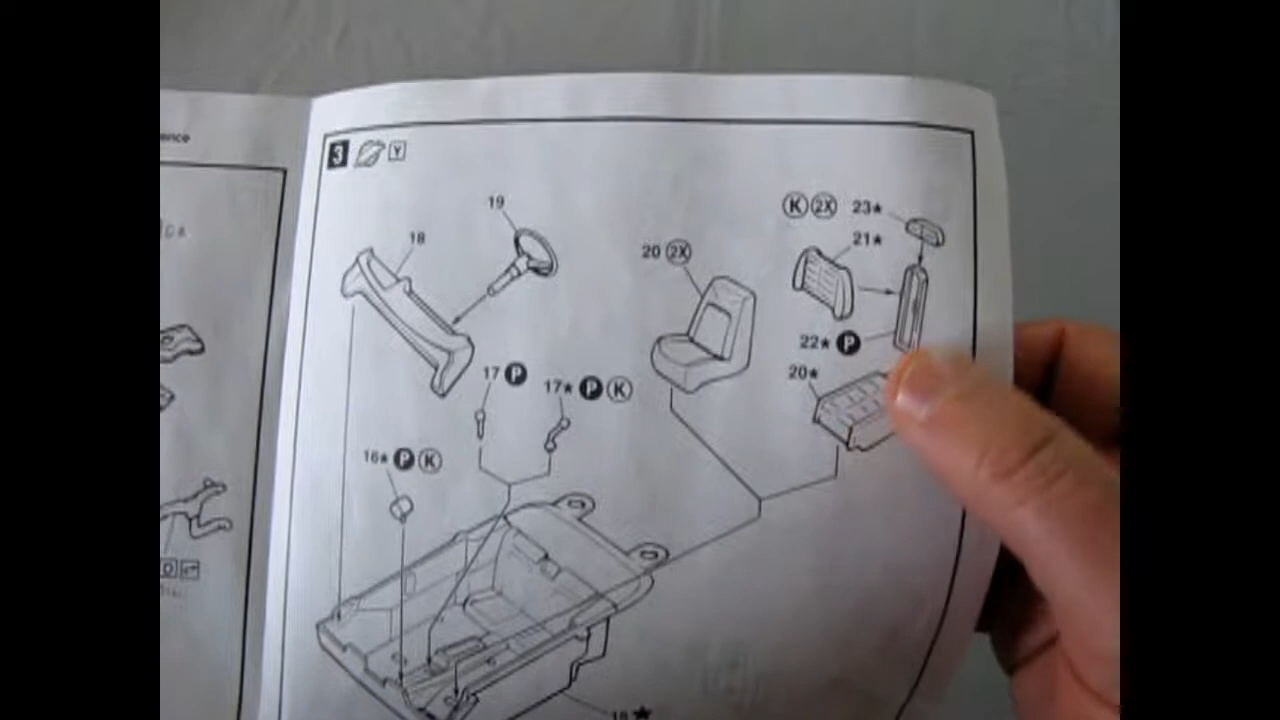 3 Y
19
18
20 2X
K 2X 23★
21★
22★ P
20★
17 P
17★ P K
16★ P K